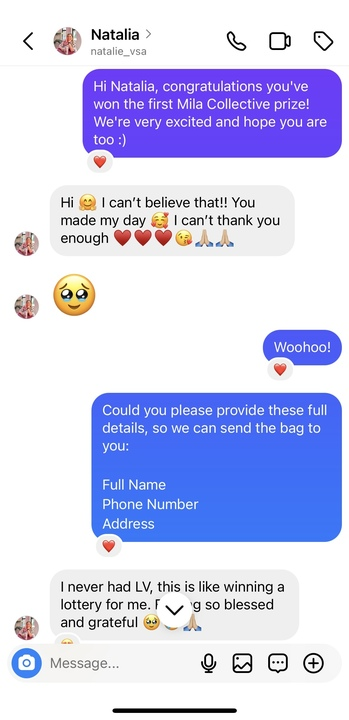 Natalia
natalie_vsa
Hi Natalia, congratulations you've
won the first Mila Collective prize!
We're very excited and hope you are
too :)
Hi 🤗 I can't believe that!! You
made my day 🥰 I can't thank you
enough ❤️❤️❤️😘🙏🏼🙏🏼
Woohoo!
Could you please provide these full
details, so we can send the bag to
you:
Full Name
Phone Number
Address
I never had LV, this is like winning a
lottery for me. so blessed
and grateful
Message...